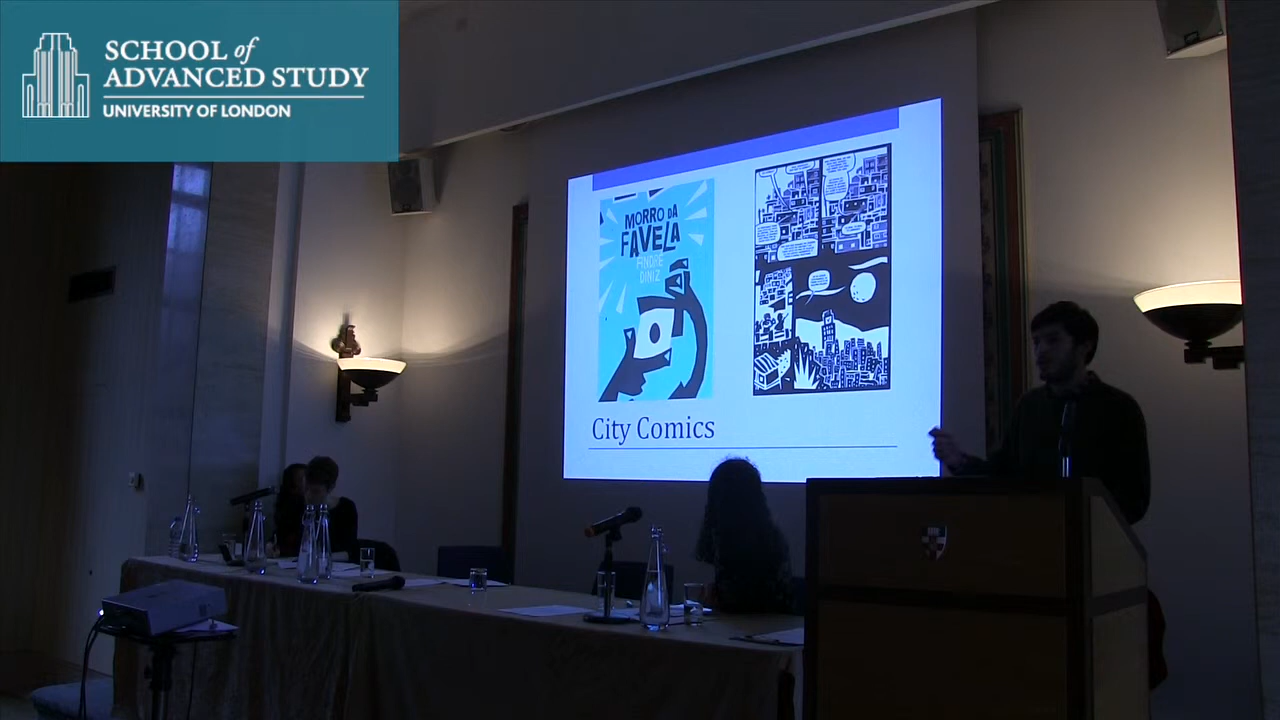 SCHOOL of
ADVANCED STUDY
UNIVERSITY OF LONDON
MORRO DA
FAVELA
ANDRÉ
DINIZ
City Comics